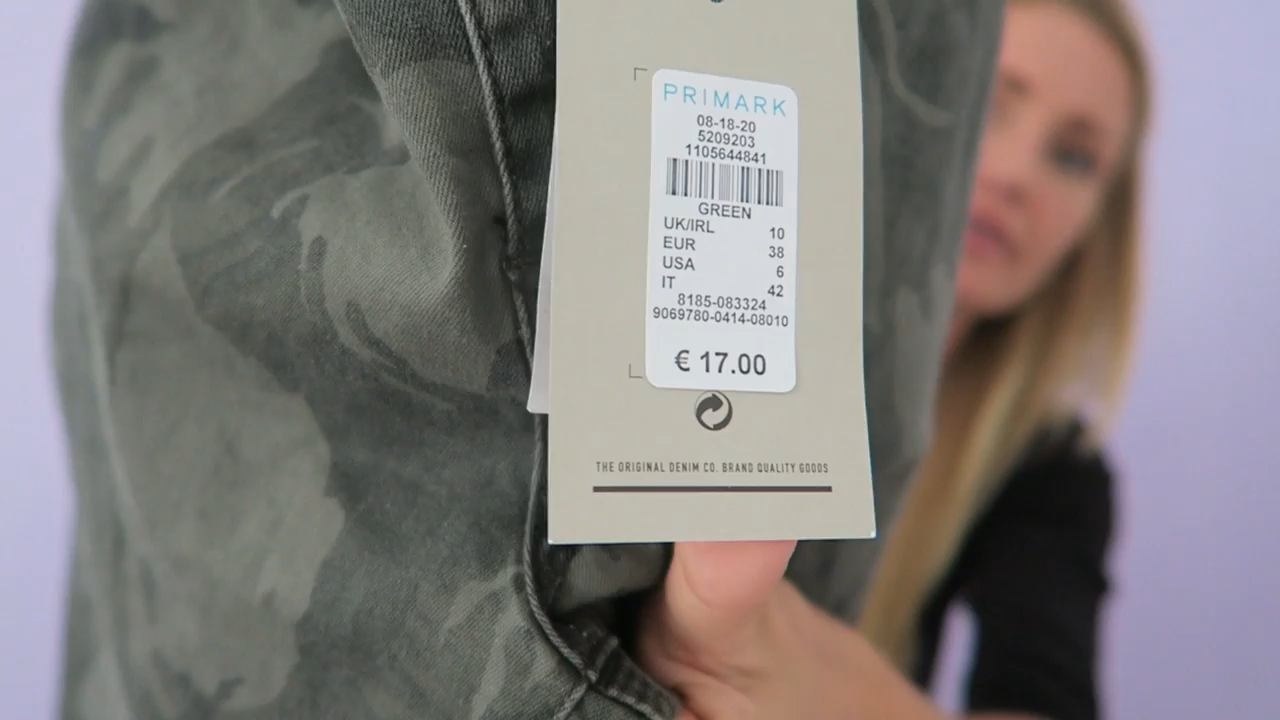 PRIMARK
08-18-20
5209203
1105644841
GREEN
UK/IRL 10
EUR 38
USA 6
IT 42
8185-083324
9069780-0414-08010
€ 17.00
THE ORIGINAL DENIM CO. BRAND QUALITY GOODS